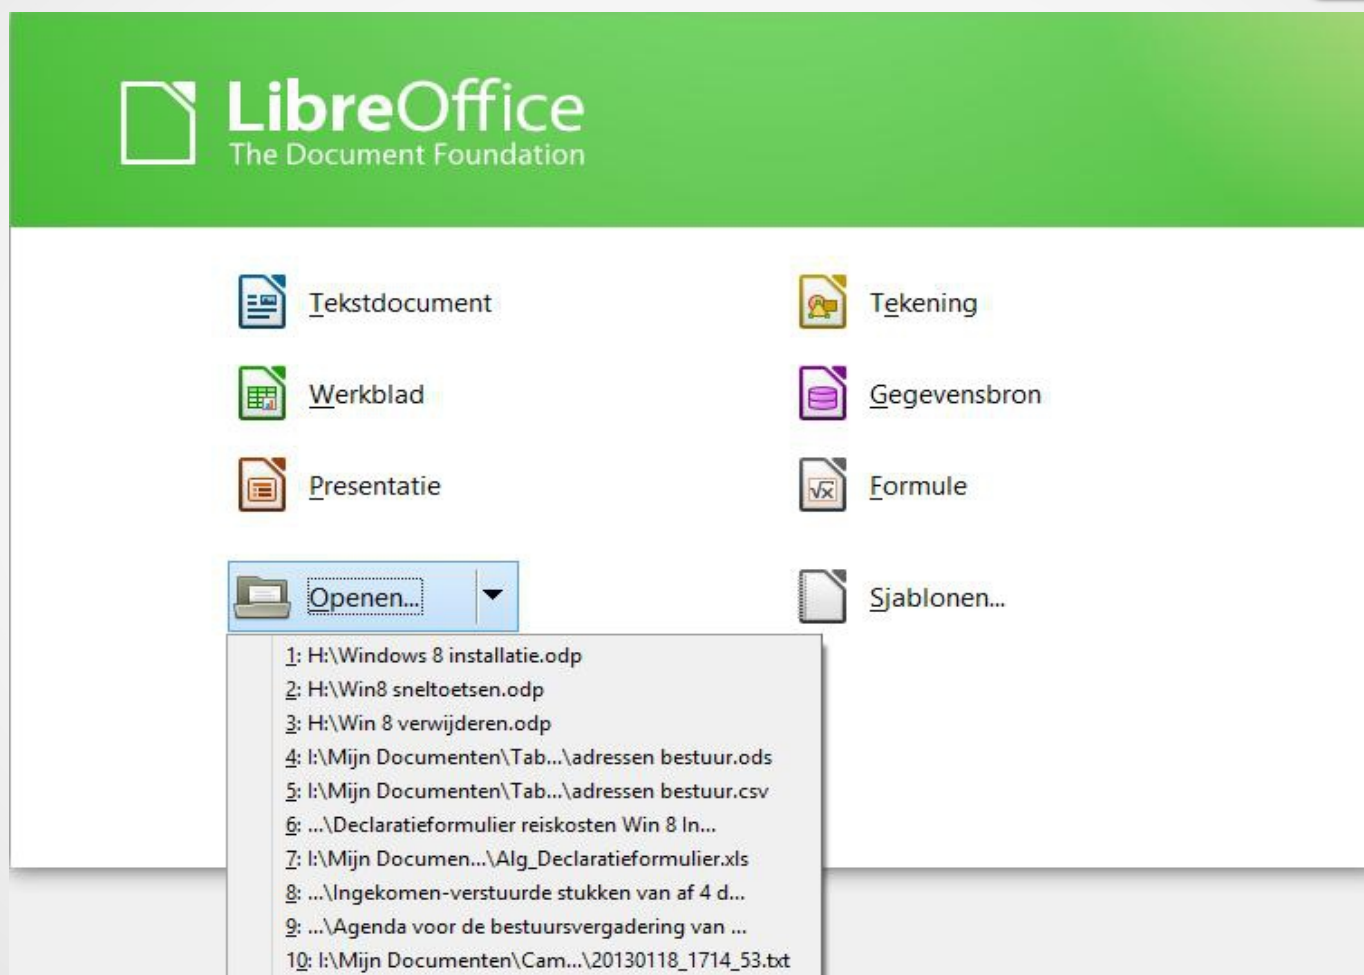 LibreOffice
The Document Foundation
Tekstdocument
Tekening
Werkblad
Gegevensbron
Presentatie
Formule
Openen...
Sjablonen...
1: H:\Windows 8 installatie.odp
2: H:\Win8 sneltoetsen.odp
3: H:\Win 8 verwijderen.odp
4: I:\Mijn Documenten\Tab...\adressen bestuur.ods
5: I:\Mijn Documenten\Tab...\adressen bestuur.csv
6: ...\Declaratieformulier reiskosten Win 8 In...
7: I:\Mijn Documen...\Alg_Declaratieformulier.xls
8: ...\Ingekomen-verstuurde stukken van af 4 d...
9: ...\Agenda voor de bestuursvergadering van ...
10: I:\Mijn Documenten\Cam...\20130118_1714_53.txt